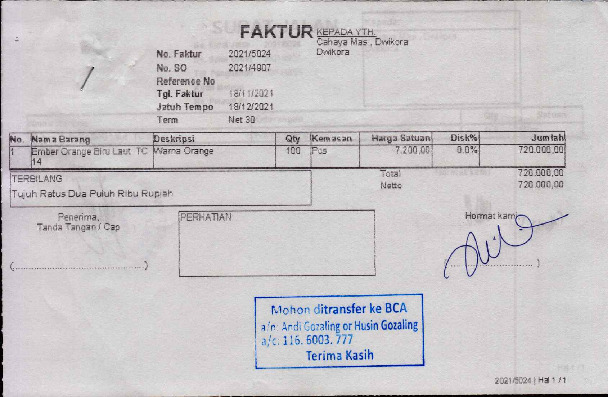 FAKTUR
KEPADA YTH.
Cahaya Mas , Dwikora
Dwikora
No. Faktur 2021/5024
No. SO 2021/4907
Reference No
Tgl. Faktur 18/11/2021
Jatuh Tempo 18/12/2021
Term Net 30
No. Nama Barang Deskripsi Qty Kemasan Harga Satuan Disk% Jumlah
1 Ember Orange Biru Laut TC Warna Orange 100 Pcs 7.200,00 0.0% 720.000,00
14
Total 720.000,00
Netto 720.000,00
TERBILANG
Tujuh Ratus Dua Puluh Ribu Rupiah
Penerima,
Tanda Tangan / Cap
PERHATIAN
Hormat kami
(..............................)
(..............................)
Mohon ditransfer ke BCA
a/n: Andi Gozaling or Husin Gozaling
a/c. 116. 6003. 777
Terima Kasih
2021/5024 | Hal 1 /1